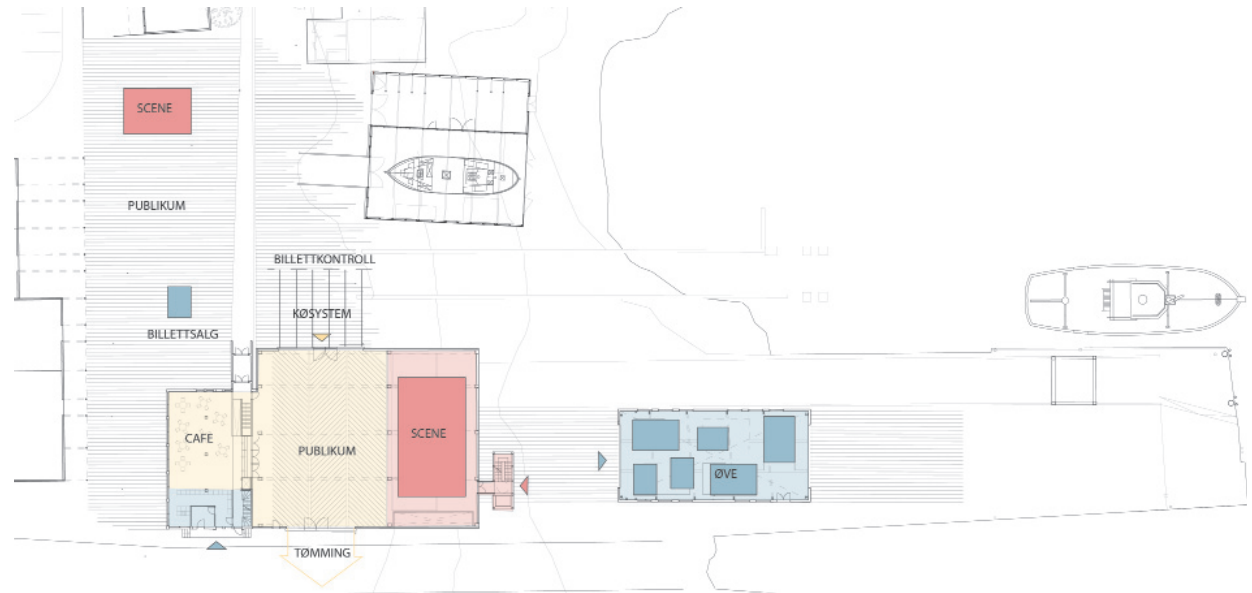 SCENE
PUBLIKUM
BILLETTKONTROLL
KØSYSTEM
BILLETTSALG
CAFE
PUBLIKUM
SCENE
ØVE
TØMMING